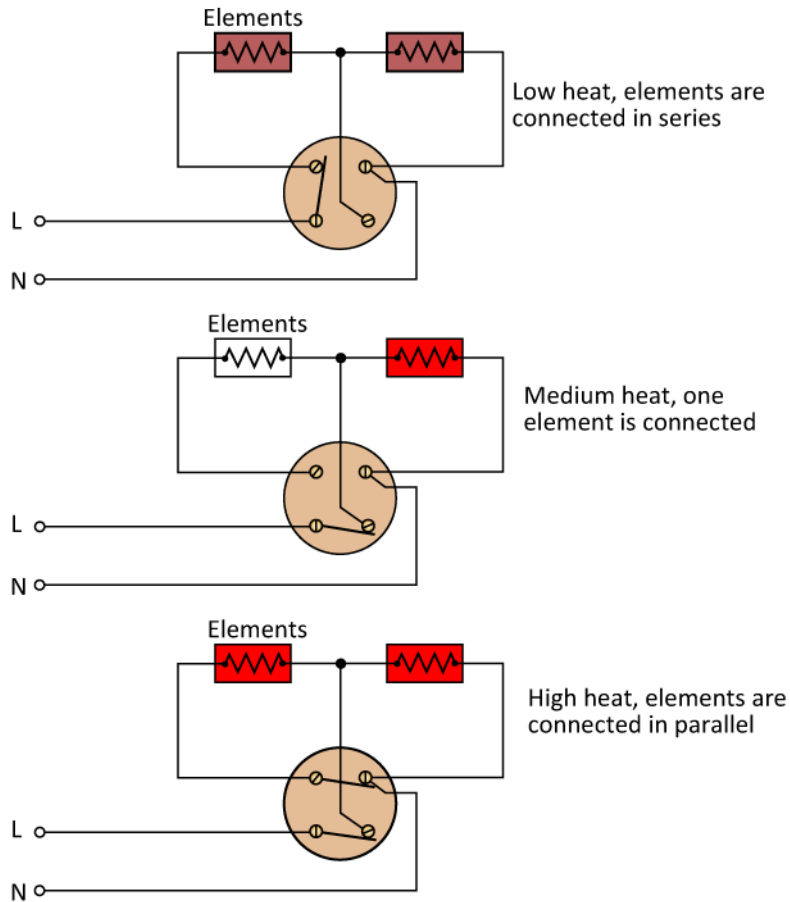 Elements
Low heat, elements are
connected in series
L
N
Elements
Medium heat, one
element is connected
L
N
Elements
High heat, elements are
connected in parallel
L
N